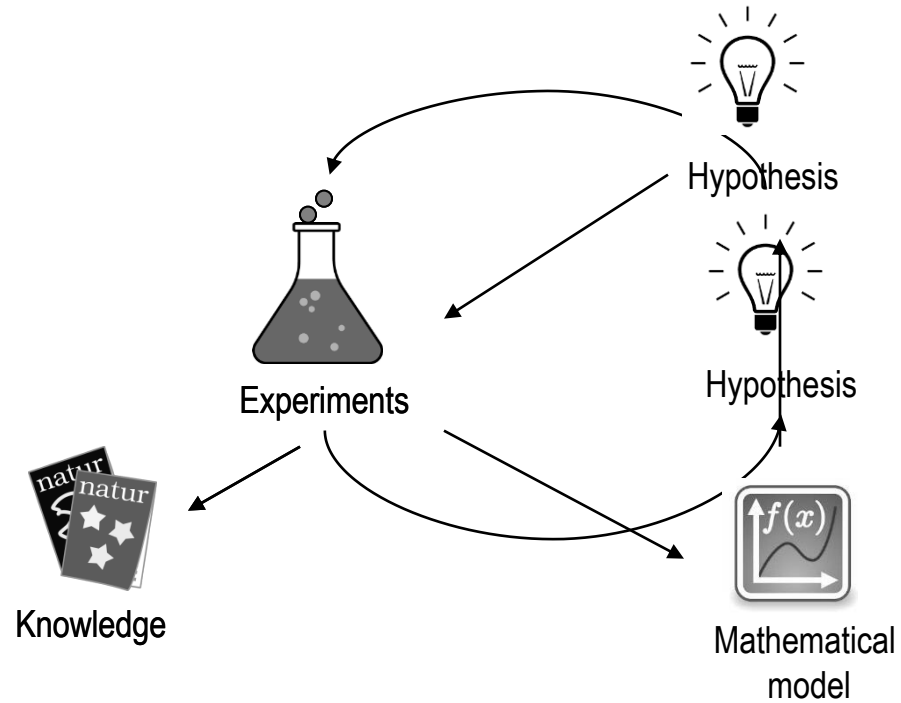 Hypothesis
Hypothesis
Experiments
natur
natur
f(x)
Knowledge
Mathematical
model